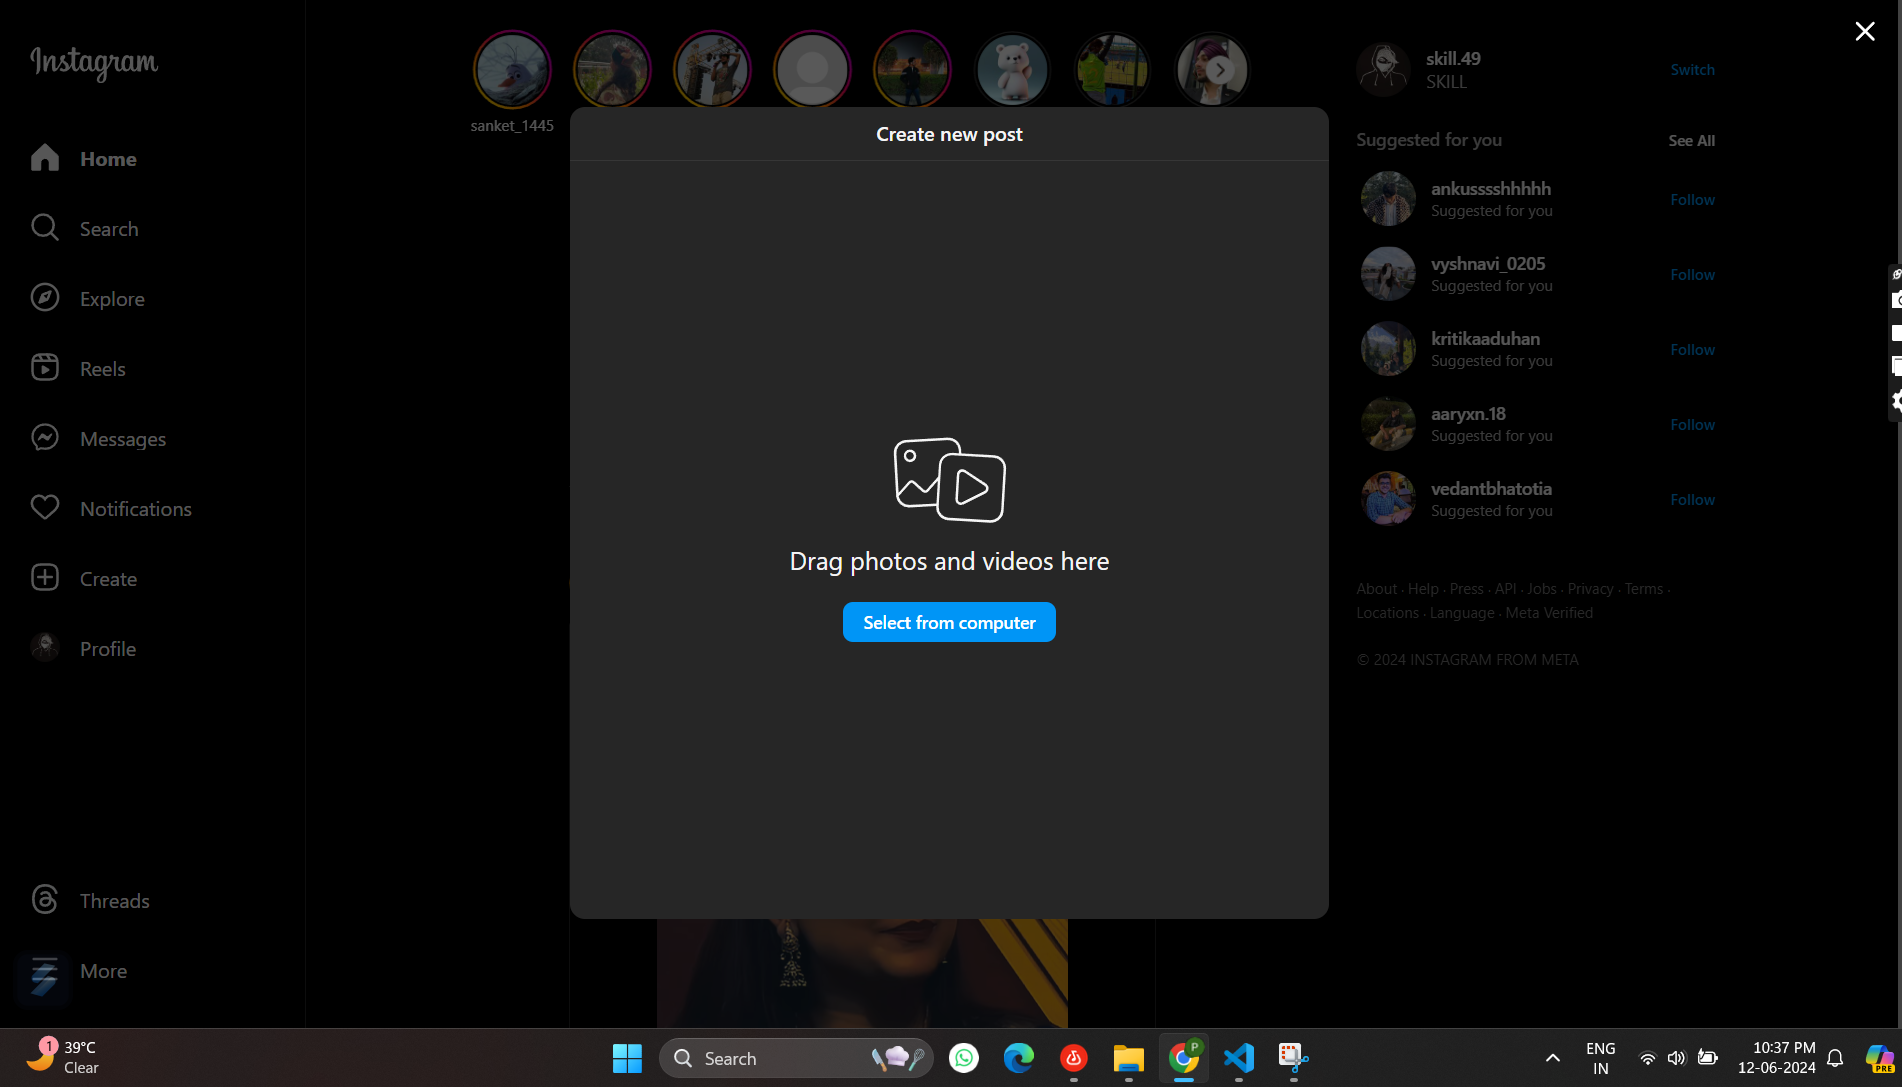 Instagram
Home
Search
Explore
Reels
Messages
Notifications
Create
Profile
Threads
More
sanket_1445
Create new post
Drag photos and videos here
Select from computer
skill.49
SKILL
Switch
Suggested for you
See All
ankusssshhhhh
Suggested for you
Follow
vyshnavi_0205
Suggested for you
Follow
kritikaaduhan
Suggested for you
Follow
aaryxn.18
Suggested for you
Follow
vedantbhatotia
Suggested for you
Follow
About · Help · Press · API · Jobs · Privacy · Terms ·
Locations · Language · Meta Verified
© 2024 INSTAGRAM FROM META
1
39°C
Clear
Search
P
ENG
IN
10:37 PM
12-06-2024
PRE